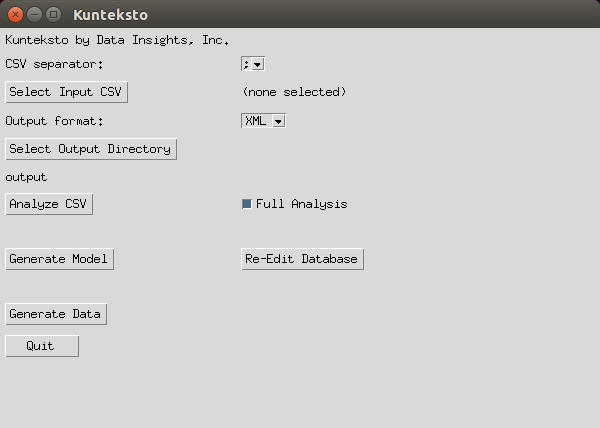 Kunteksto
Kunteksto by Data Insights, Inc.
CSV separator: ;
Select Input CSV (none selected)
Output format: XML
Select Output Directory
output
Analyze CSV Full Analysis
Generate Model Re-Edit Database
Generate Data
Quit